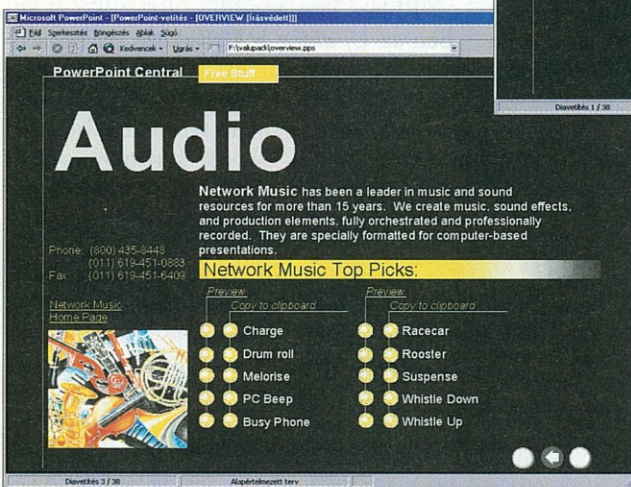 Microsoft PowerPoint - [PowerPoint-vetítés - [OVERVIEW [Írásvédett]]]
Fájl Szerkesztés Böngészés Ablak Súgó
Kedvencek Ugrás F:\valupack\overview.pps
Diavetítés 1 / 38
PowerPoint Central Free Stuff
Audio
Network Music has been a leader in music and sound
resources for more than 15 years. We create music, sound effects,
and production elements, fully orchestrated and professionally
recorded. They are specially formatted for computer-based
presentations.
Phone: (800) 435-8448
(011) 619-451-0883
Fax: (011) 619-451-6409
Network Music
Home Page
Network Music Top Picks:
Preview Preview
Copy to clipboard Copy to clipboard
Charge Racecar
Drum roll Rooster
Melorise Suspense
PC Beep Whistle Down
Busy Phone Whistle Up
Diavetítés 3 / 38 Alapértelmezett terv